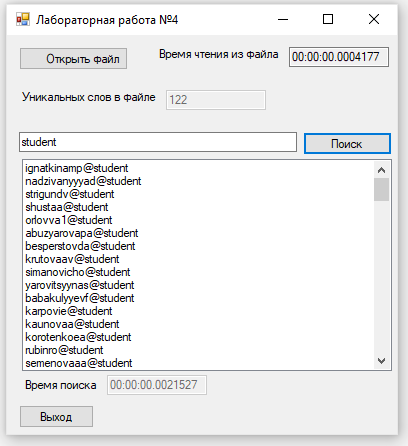 Лабораторная работа №4
Открыть файл
Время чтения из файла
00:00:00.0004177
Уникальных слов в файле
122
student
Поиск
ignatkinamp@student
nadzivanyyyad@student
strigundv@student
shustaa@student
orlovva1@student
abuzyarovapa@student
besperstovda@student
krutovaav@student
simanovicho@student
yarovitsyynas@student
babakulyyevf@student
karpovie@student
kaunovaa@student
korotenkoea@student
rubinro@student
semenovaaa@student
Время поиска
00:00:00.0021527
Выход